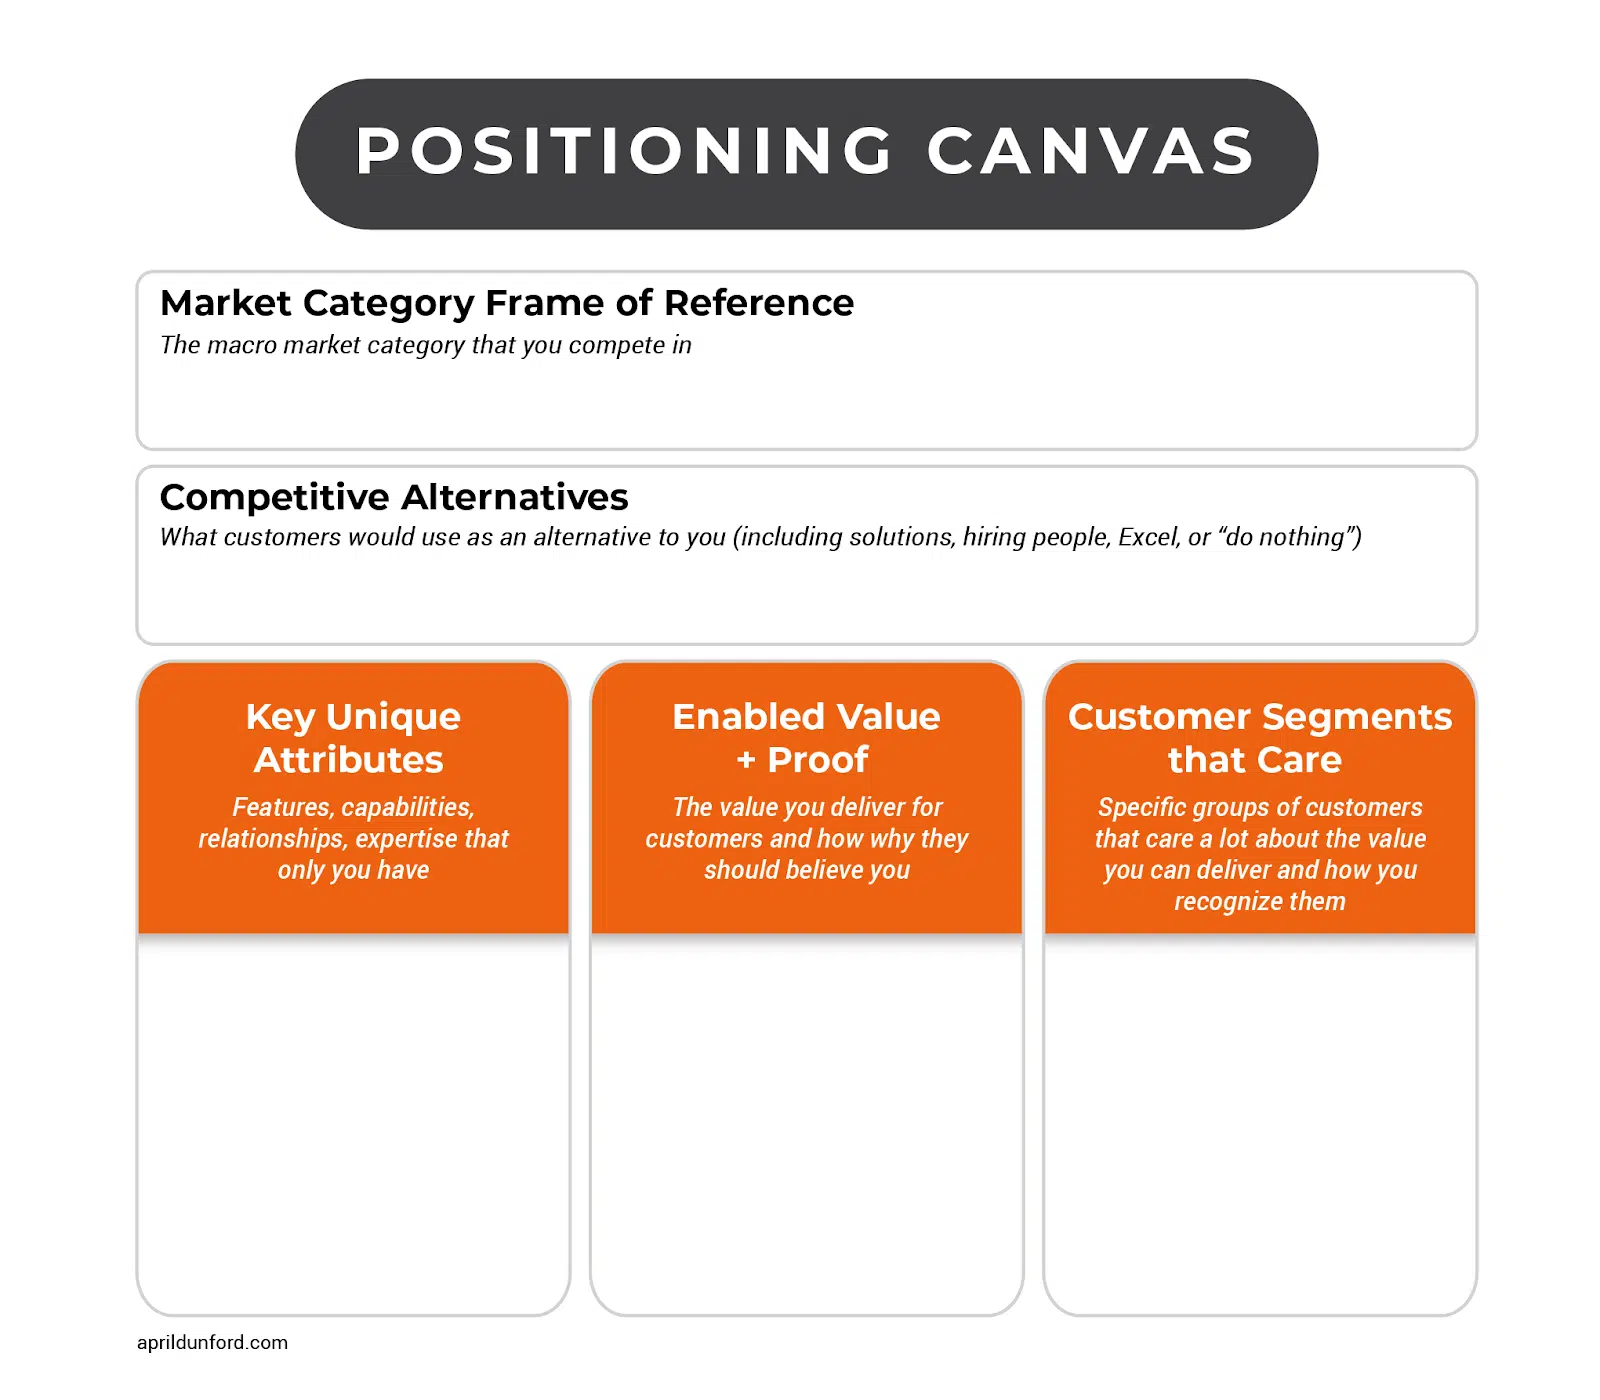 POSITIONING CANVAS
Market Category Frame of Reference
The macro market category that you compete in
Competitive Alternatives
What customers would use as an alternative to you (including solutions, hiring people, Excel, or “do nothing”)
Key Unique
Attributes
Features, capabilities,
relationships, expertise that
only you have
Enabled Value
+ Proof
The value you deliver for
customers and how why they
should believe you
Customer Segments
that Care
Specific groups of customers
that care a lot about the value
you can deliver and how you
recognize them
aprildunford.com